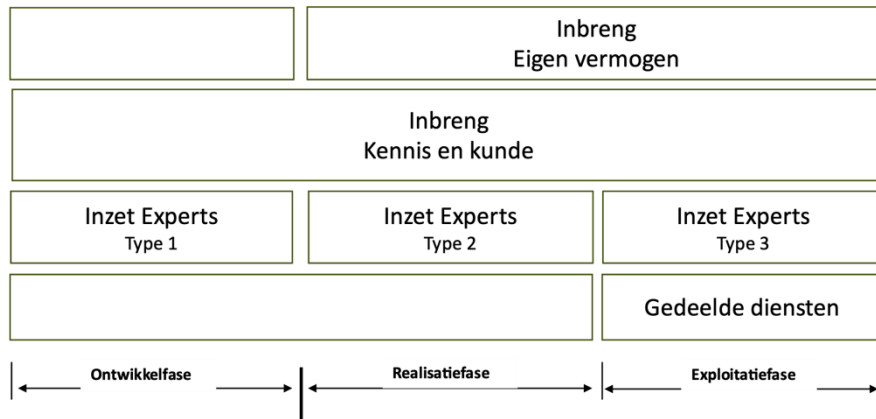 Inbreng
Eigen vermogen
Inbreng
Kennis en kunde
Inzet Experts
Type 1
Inzet Experts
Type 2
Inzet Experts
Type 3
Gedeelde diensten
Ontwikkelfase
Realisatiefase
Exploitatiefase